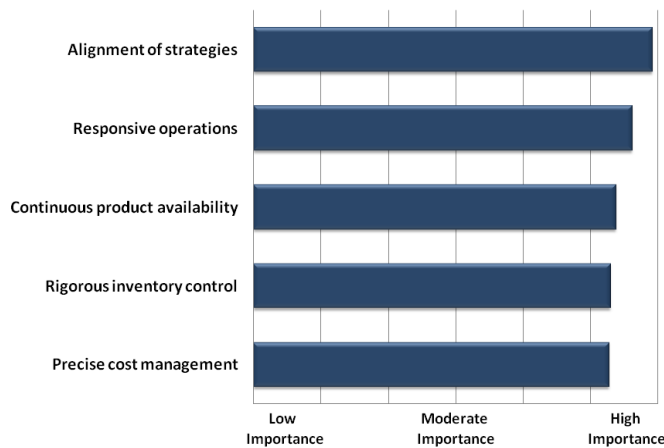 Alignment of strategies
Responsive operations
Continuous product availability
Rigorous inventory control
Precise cost management
Low Moderate High
Importance Importance Importance